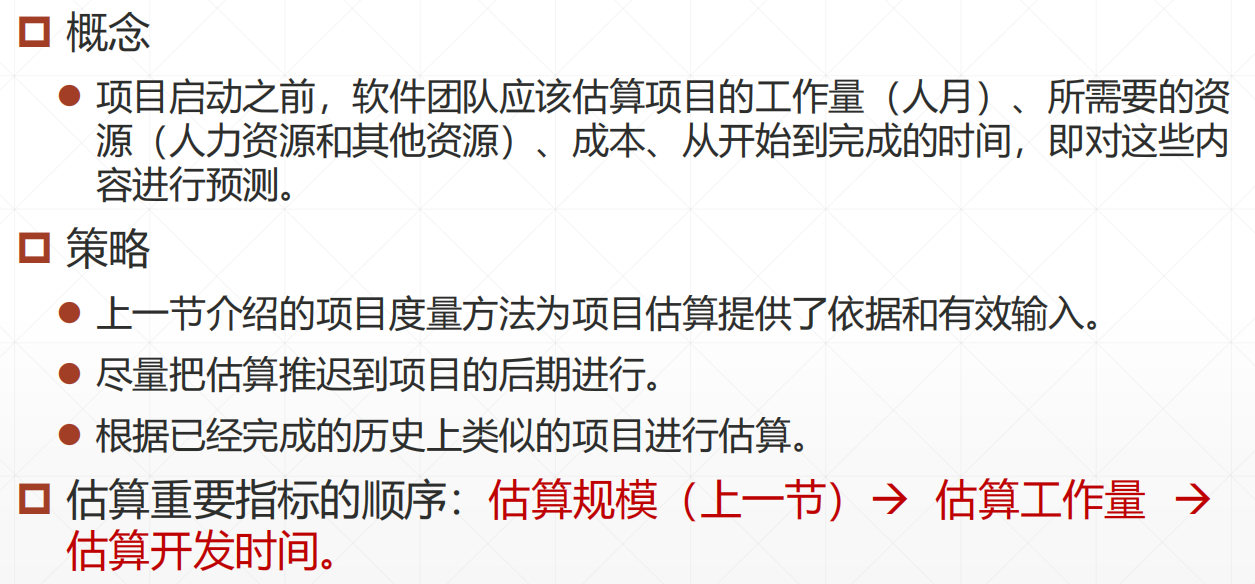 概念
项目启动之前，软件团队应该估算项目的工作量（人月）、所需要的资
源（人力资源和其他资源）、成本、从开始到完成的时间，即对这些内
容进行预测。
策略
上一节介绍的项目度量方法为项目估算提供了依据和有效输入。
尽量把估算推迟到项目的后期进行。
根据已经完成的历史上类似的项目进行估算。
估算重要指标的顺序：估算规模（上一节）→ 估算工作量 →
估算开发时间。